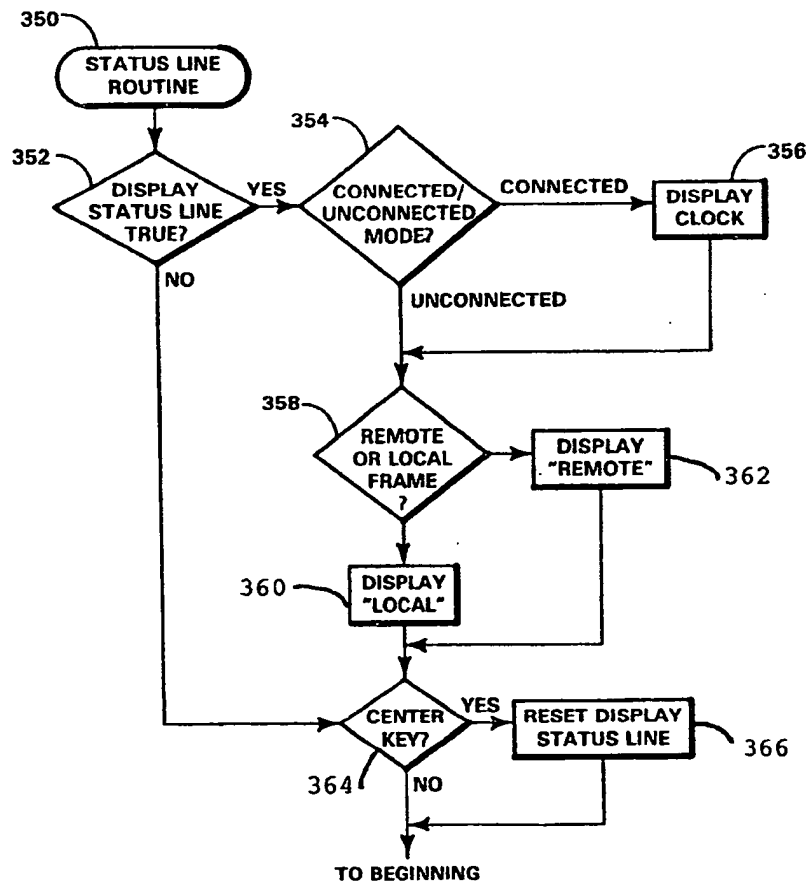 350
STATUS LINE
ROUTINE
352
DISPLAY
STATUS LINE
TRUE?
YES
NO
354
CONNECTED/
UNCONNECTED
MODE?
CONNECTED
356
DISPLAY
CLOCK
UNCONNECTED
358
REMOTE
OR LOCAL
FRAME
?
DISPLAY
"REMOTE"
362
360
DISPLAY
"LOCAL"
CENTER
KEY?
YES
RESET DISPLAY
STATUS LINE
366
364
NO
TO BEGINNING